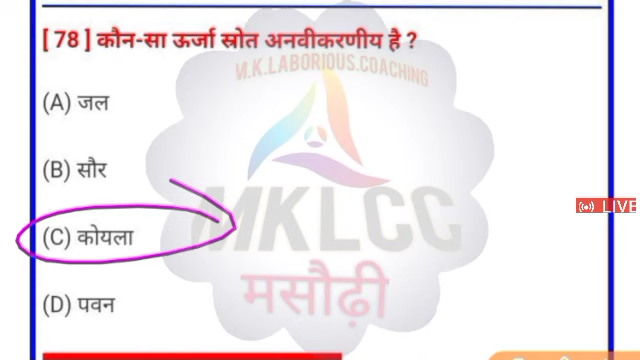 [ 78 ] कौन-सा ऊर्जा स्रोत अनवीकरणीय है ?
M.K.LABORIOUS.COACHING
(A) जल
(B) सौर
LIVE
MKLCC
(C) कोयला
मसौढ़ी
(D) पवन